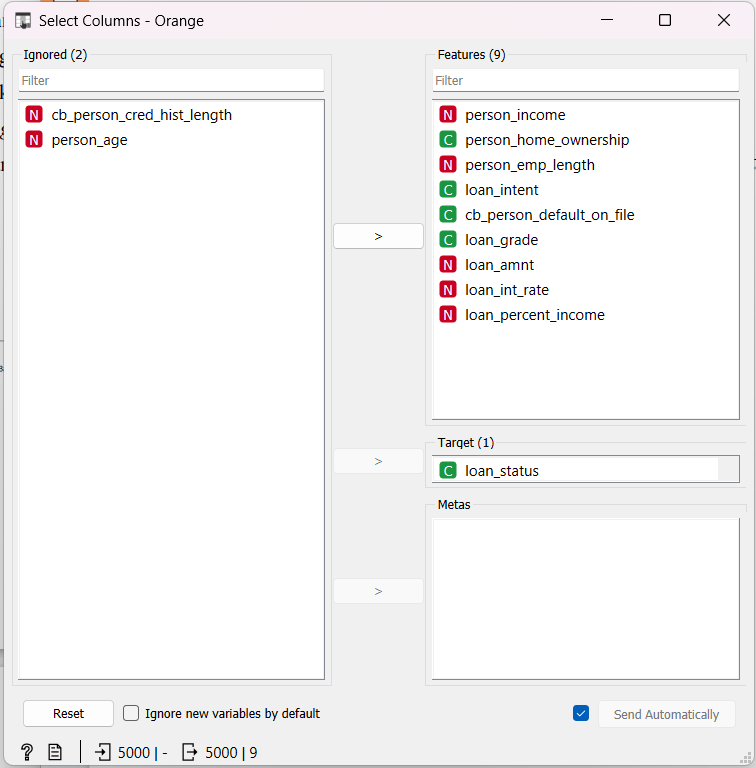 Select Columns - Orange
Ignored (2)
Filter
N cb_person_cred_hist_length
N person_age
>
>
>
Features (9)
Filter
N person_income
C person_home_ownership
N person_emp_length
C loan_intent
C cb_person_default_on_file
C loan_grade
N loan_amnt
N loan_int_rate
N loan_percent_income
Target (1)
C loan_status
Metas
Reset
Ignore new variables by default
Send Automatically
? 5000 | - 5000 | 9